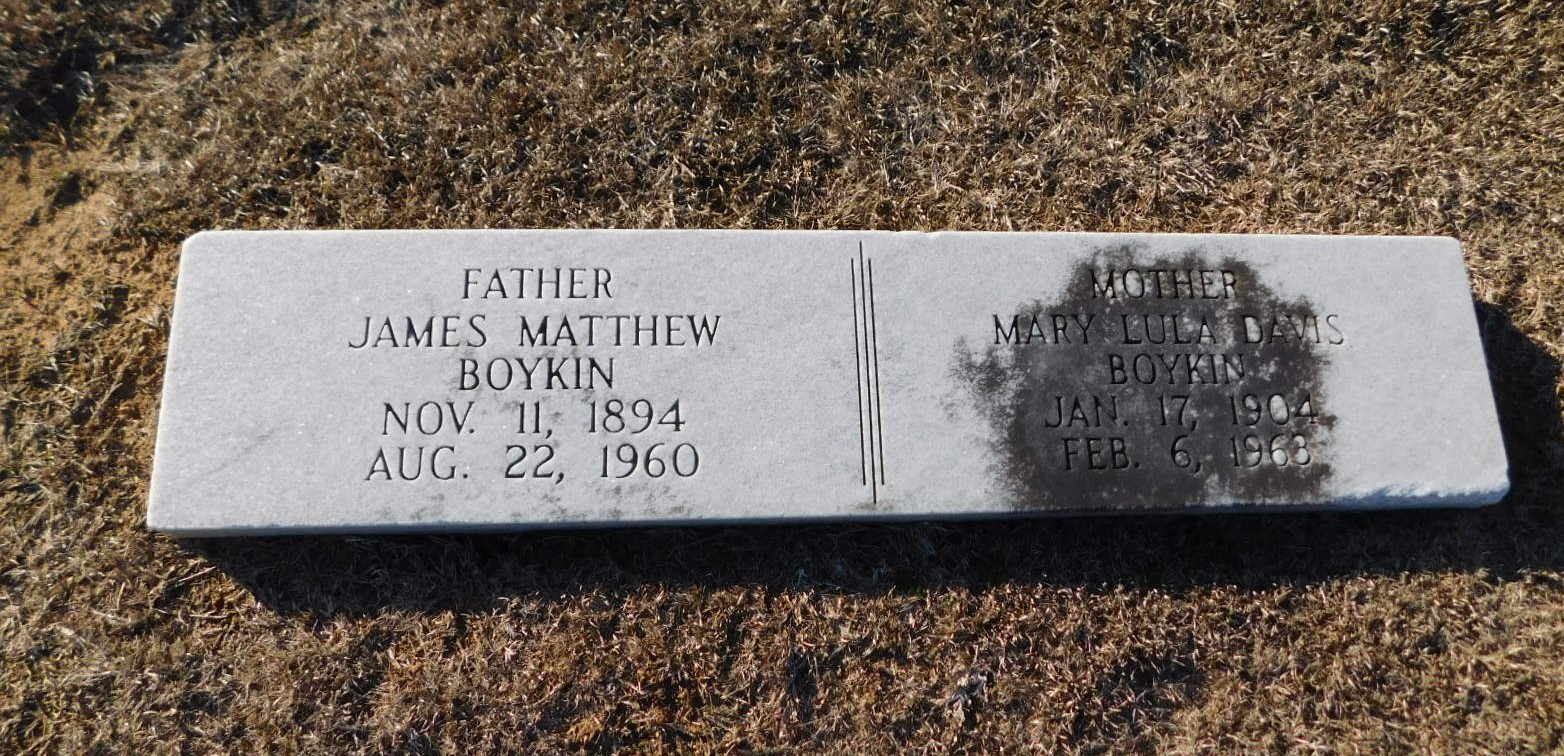 FATHER
JAMES MATTHEW
BOYKIN
NOV. 11, 1894
AUG. 22, 1960
MOTHER
MARY LULA DAVIS
BOYKIN
JAN. 17, 1904
FEB. 6, 1963